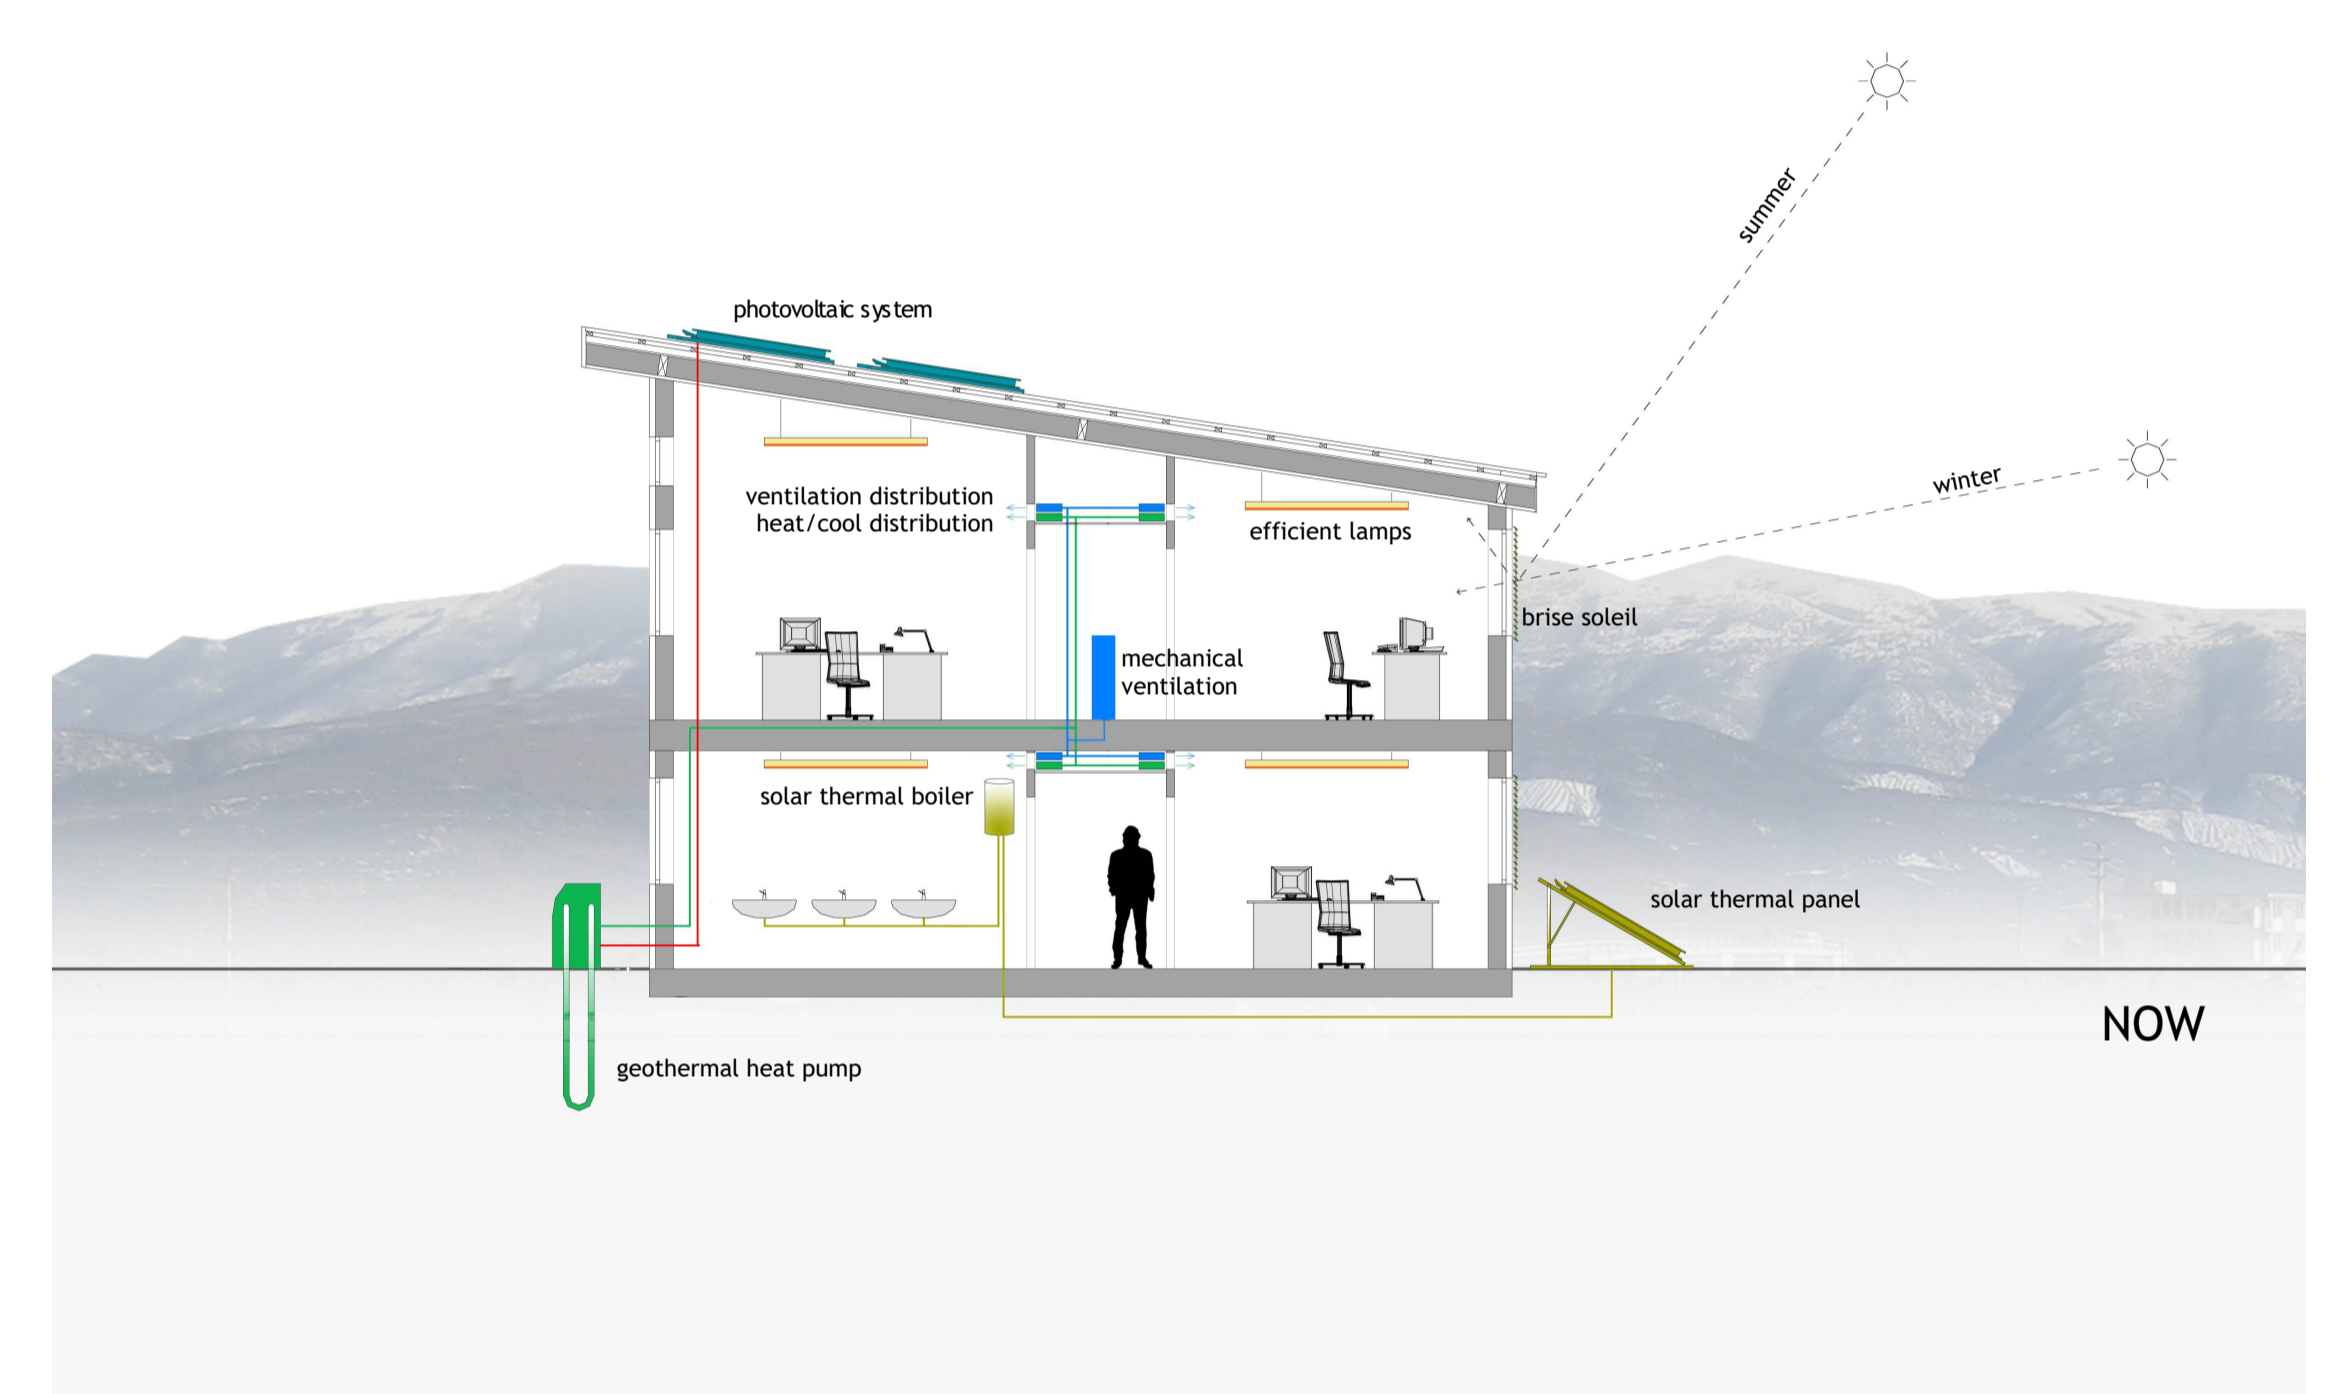 summer
photovoltaic system
winter
ventilation distribution
heat/cool distribution
efficient lamps
brise soleil
mechanical
ventilation
solar thermal boiler
solar thermal panel
NOW
geothermal heat pump